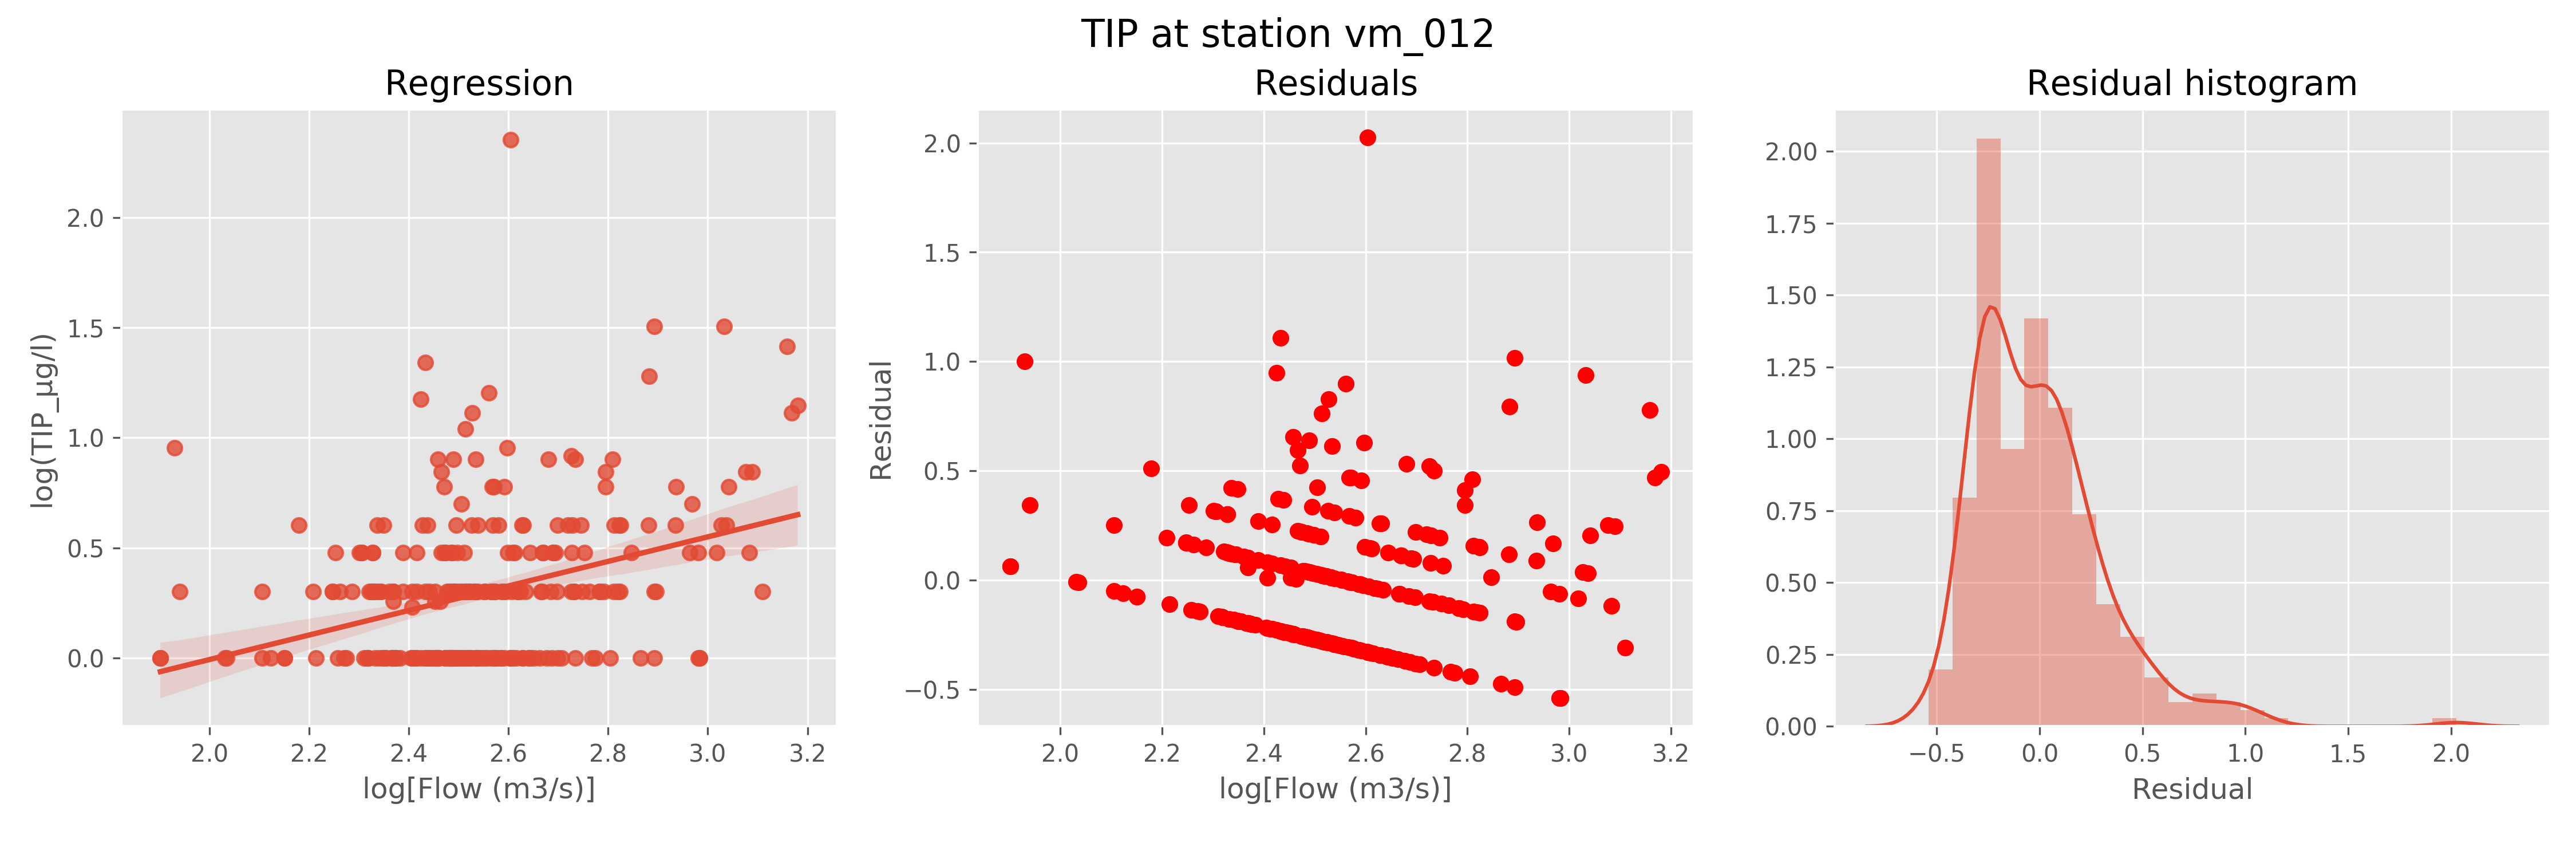 TIP at station vm_012
Regression
Residuals
Residual histogram
log(TIP_µg/l)
2.0
1.5
1.0
0.5
0.0
2.0 2.2 2.4 2.6 2.8 3.0 3.2
log[Flow (m3/s)]
Residual
2.0
1.5
1.0
0.5
0.0
−0.5
2.0 2.2 2.4 2.6 2.8 3.0 3.2
log[Flow (m3/s)]
2.00
1.75
1.50
1.25
1.00
0.75
0.50
0.25
0.00
−0.5 0.0 0.5 1.0 1.5 2.0
Residual